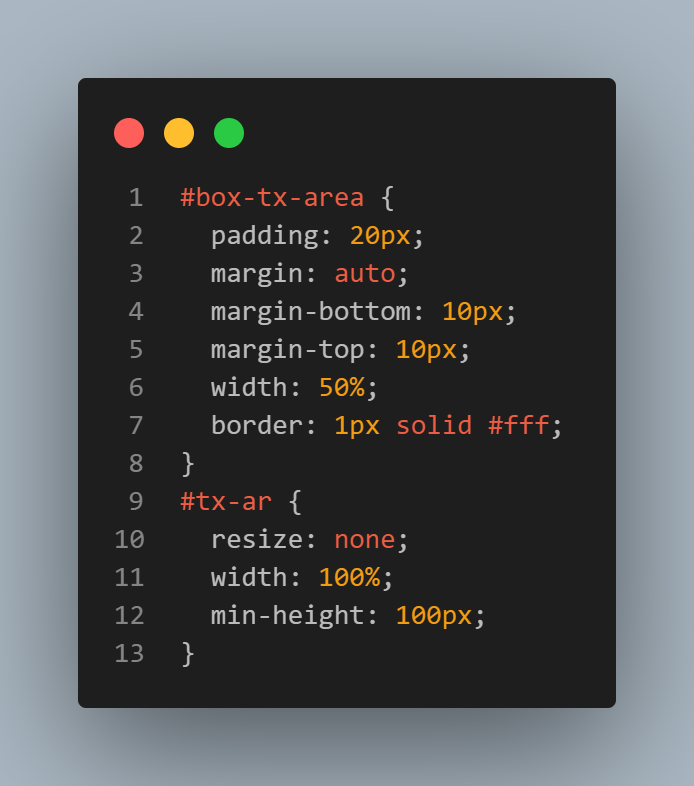 1 #box-tx-area {
2 padding: 20px;
3 margin: auto;
4 margin-bottom: 10px;
5 margin-top: 10px;
6 width: 50%;
7 border: 1px solid #fff;
8 }
9 #tx-ar {
10 resize: none;
11 width: 100%;
12 min-height: 100px;
13 }